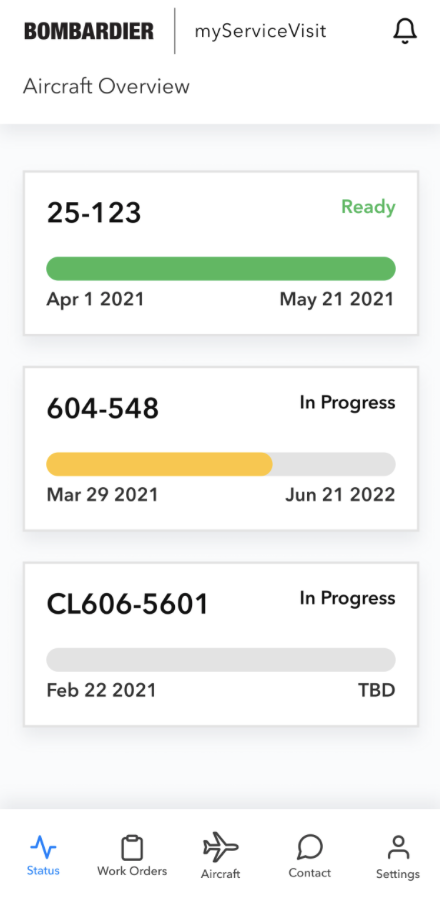 BOMBARDIER myServiceVisit
Aircraft Overview
25-123 Ready
Apr 1 2021 May 21 2021
604-548 In Progress
Mar 29 2021 Jun 21 2022
CL606-5601 In Progress
Feb 22 2021 TBD
Status Work Orders Aircraft Contact Settings